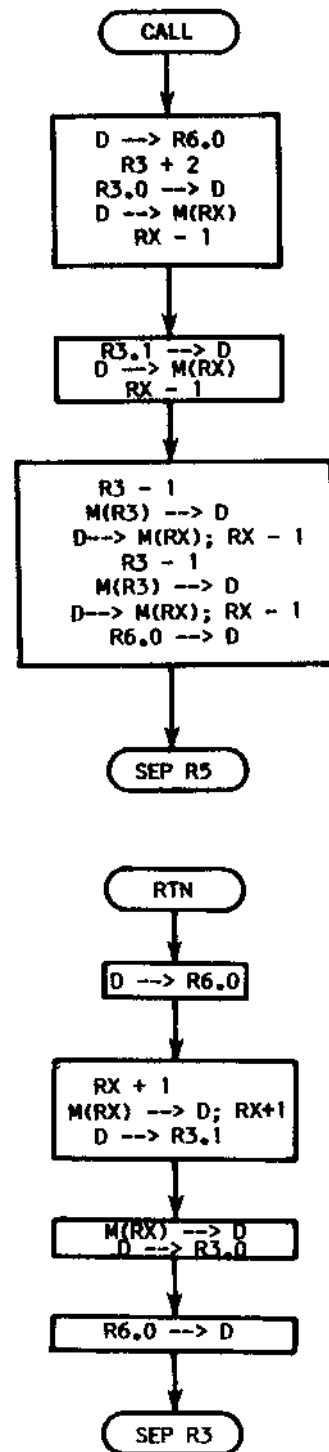 CALL
D --> R6.0
R3 + 2
R3.0 --> D
D --> M(RX)
RX - 1
R3.1 --> D
D --> M(RX)
RX - 1
R3 - 1
M(R3) --> D
D--> M(RX); RX - 1
R3 - 1
M(R3) --> D
D--> M(RX); RX - 1
R6.0 --> D
SEP R5
RTN
D --> R6.0
RX + 1
M(RX) --> D; RX+1
D --> R3.1
M(RX) --> D
D --> R3.0
R6.0 --> D
SEP R3